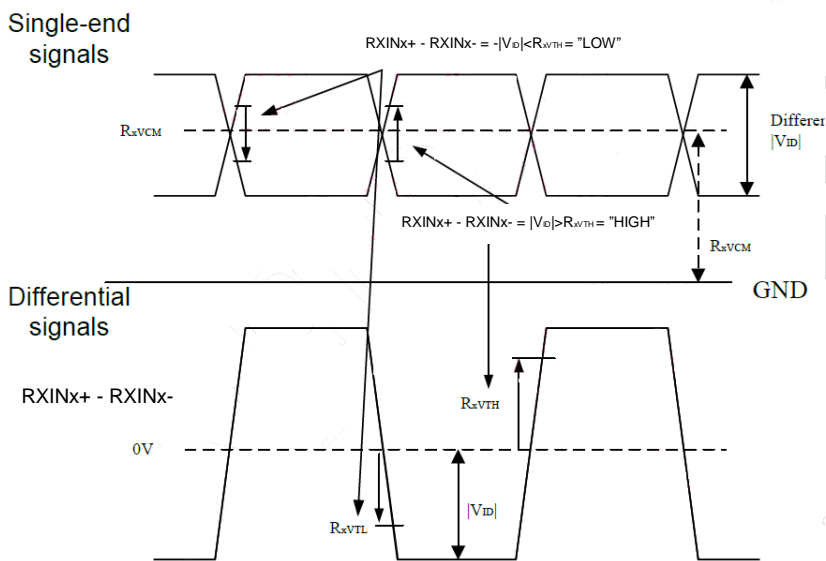 Single-end
signals
RXINx+ - RXINx- = -|VID|<RxVTH = ”LOW”
RxVCM
Differen
|VID|
RXINx+ - RXINx- = |VID|>RxVTH = ”HIGH”
RxVCM
GND
Differential
signals
RXINx+ - RXINx-
RxVTH
0V
|VID|
RxVTL